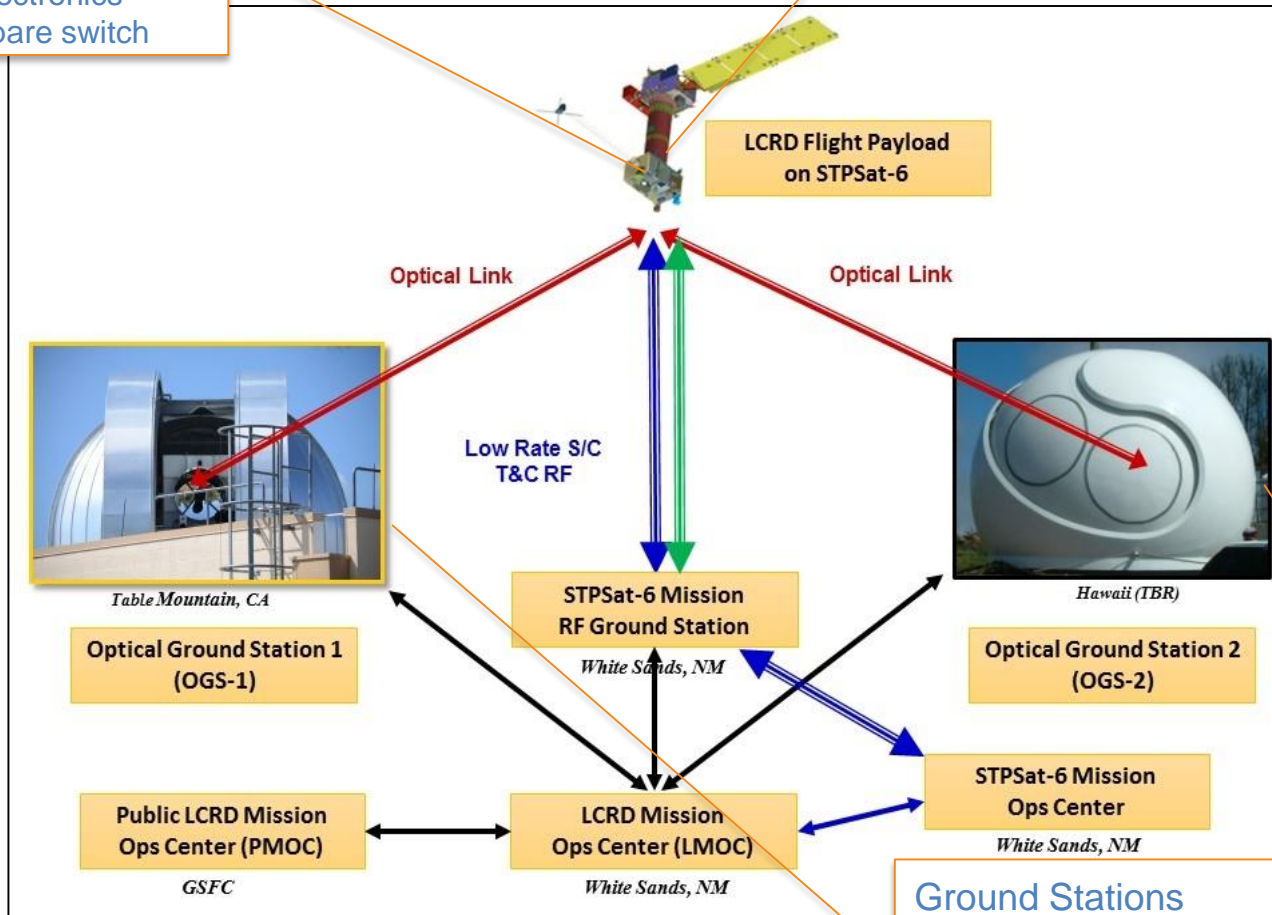 pare switch
LCRD Flight Payload
on STPSat-6
Optical Link
Optical Link
Low Rate S/C
T&C RF
Table Mountain, CA
Hawaii (TBR)
STPSat-6 Mission
RF Ground Station
White Sands, NM
Optical Ground Station 1
(OGS-1)
Optical Ground Station 2
(OGS-2)
Public LCRD Mission
Ops Center (PMOC)
GSFC
LCRD Mission
Ops Center (LMOC)
White Sands, NM
STPSat-6 Mission
Ops Center
White Sands, NM
Ground Stations